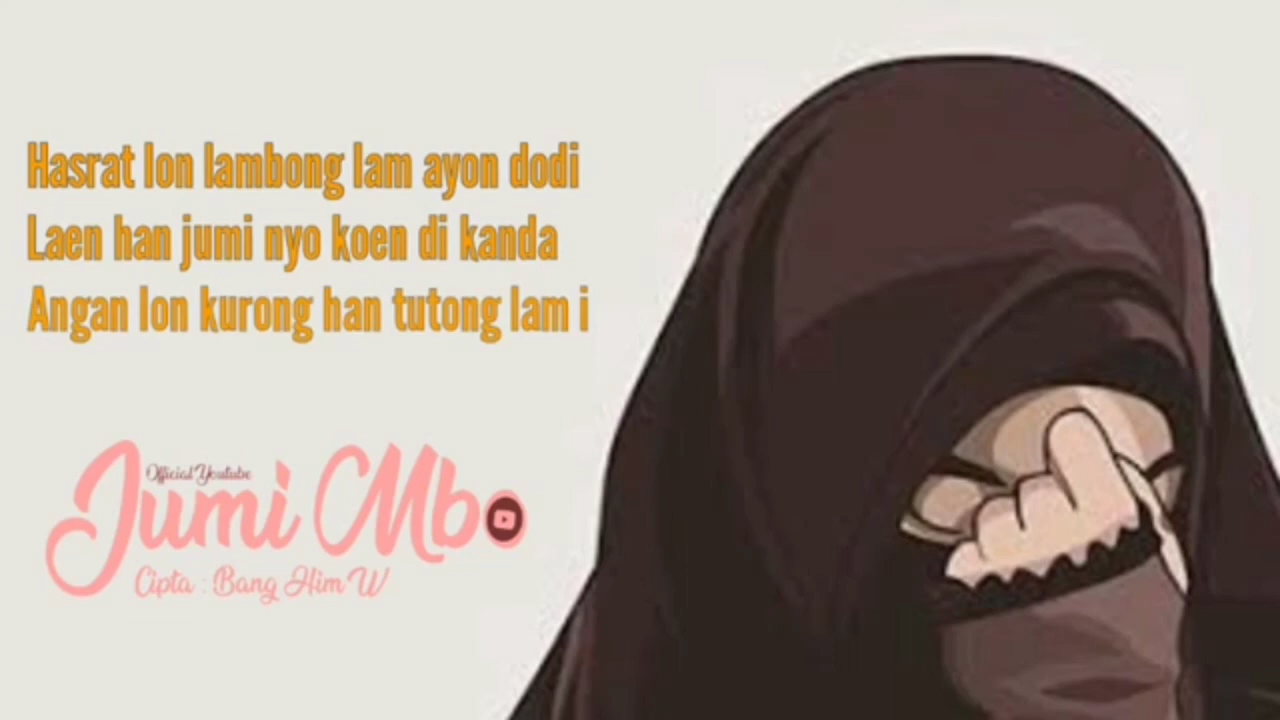 Hasrat lon lambong lam ayon dodi
Laen han jumi nyo koen di kanda
Angan lon kurong han tutong lam i
Official Youtube
Jumi Mbo
Cipta : Bang Him W